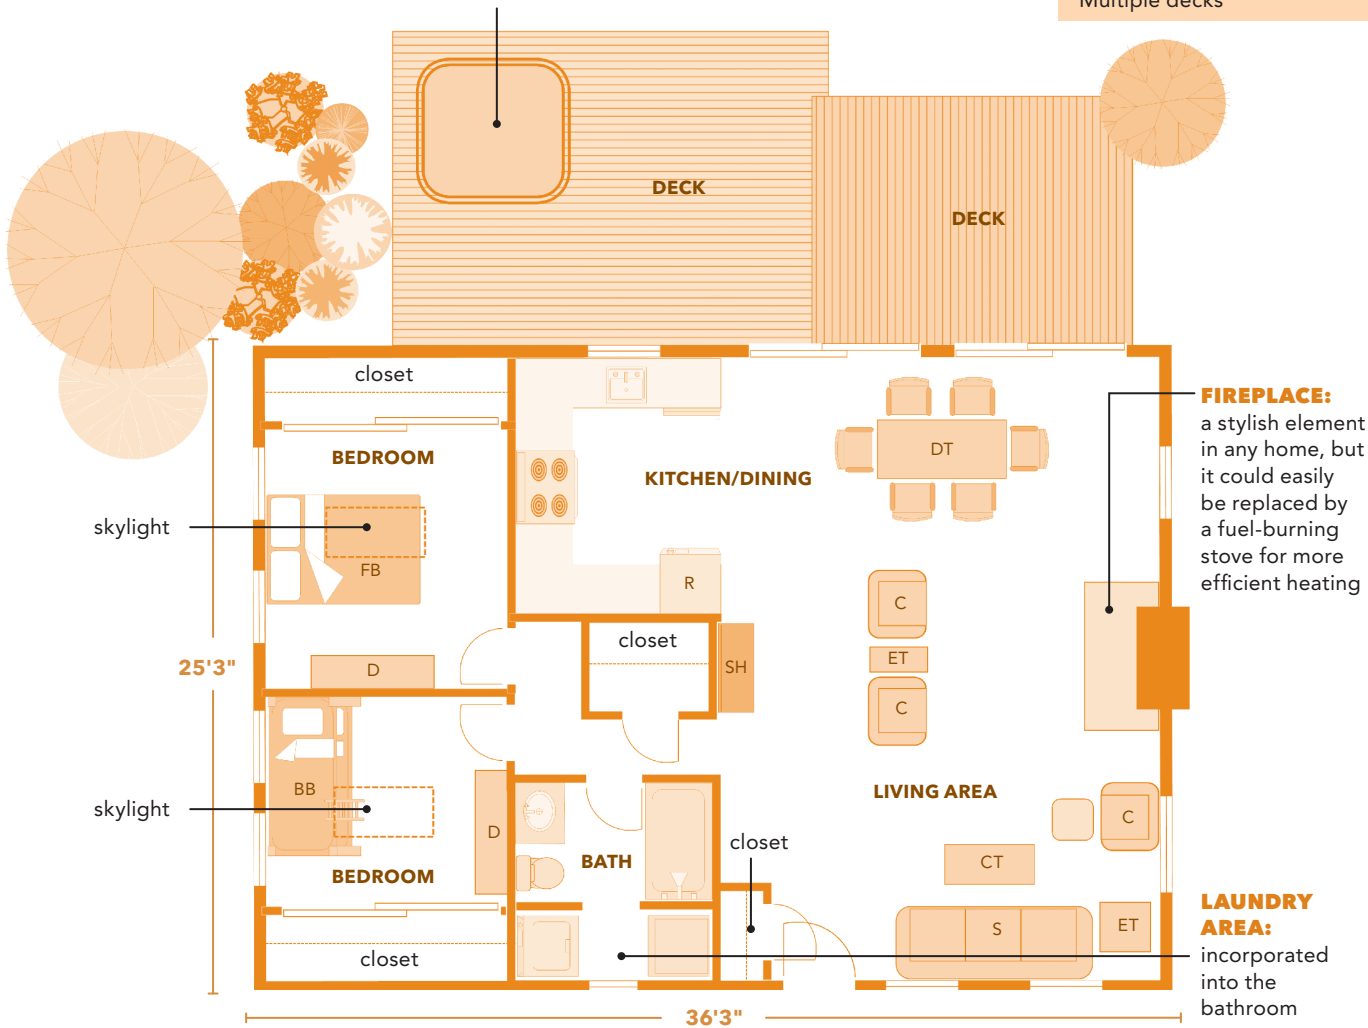 Multiple decks
DECK
DECK
closet
BEDROOM
KITCHEN/DINING
DT
FIREPLACE:
a stylish element
in any home, but
it could easily
be replaced by
a fuel-burning
stove for more
efficient heating
skylight
FB
R
C
closet
ET
25'3"
D
SH
C
skylight
BB
D
LIVING AREA
C
BEDROOM
BATH
closet
CT
LAUNDRY
AREA:
incorporated
into the
bathroom
S
ET
closet
36'3"